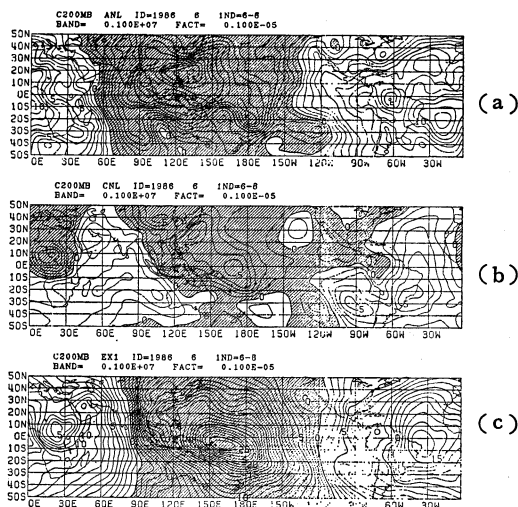 C200MB ANL ID=1986 6 1ND=6-8
BAND= 0.100E+07 FACT= 0.100E-05
50N
40N
30N
20N
10N
0E
10S
20S
30S
40S
50S
0E 30E 60E 90E 120E 150E 180E 150W 120W 90W 60W 30W
(a)
C200MB CNL ID=1986 6 1ND=6-8
BAND= 0.100E+07 FACT= 0.100E-05
50N
40N
30N
20N
10N
0E
10S
20S
30S
40S
50S
0E 30E 60E 90E 120E 150E 180E 150W 120W 90W 60W 30W
(b)
C200MB EX1 ID=1986 6 1ND=6-8
BAND= 0.100E+07 FACT= 0.100E-05
50N
40N
30N
20N
10N
0E
10S
20S
30S
40S
50S
0E 30E 60E 90E 120E 150E 180E 150W 120W 90W 60W 30W
(c)